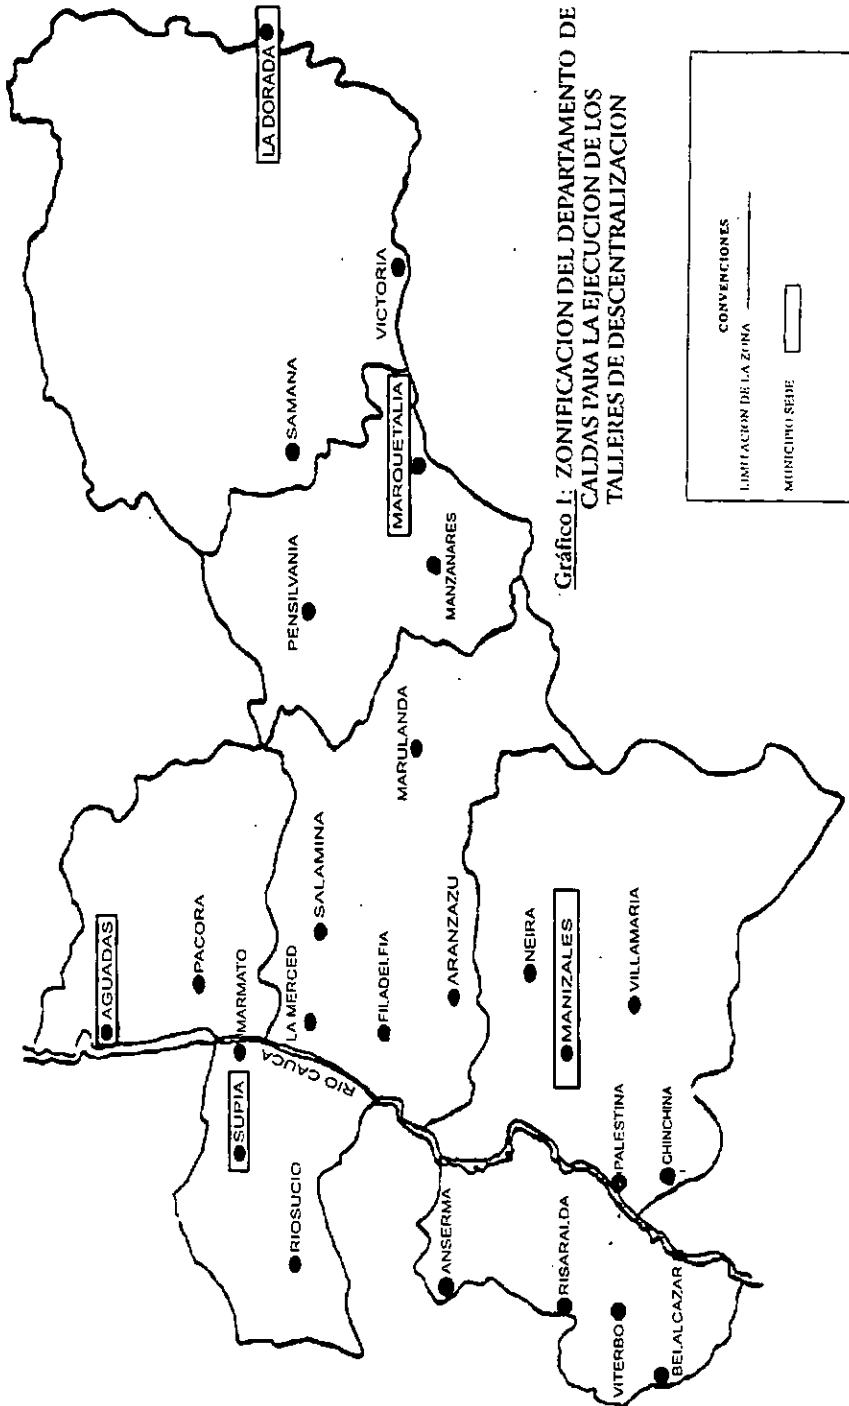 AGUADAS
PACORA
MARMATO
SUPIA
RIOSUCIO
RIO CAUCA
LA MERCED
SALAMINA
FILADELFIA
ARANZAZU
MARULANDA
PENSILVANIA
SAMANA
LA DORADA
VICTORIA
MARQUETALIA
MANZANARES
ANSERMA
RISARALDA
VITERBO
BELALCAZAR
NEIRA
MANIZALES
VILLAMARIA
PALESTINA
CHINCHINA
Gráfico 1: ZONIFICACION DEL DEPARTAMENTO DE
CALDAS PARA LA EJECUCION DE LOS
TALLERES DE DESCENTRALIZACION
CONVENCIONES
LIMITACION DE LA ZONA
MUNICIPIO SEDE